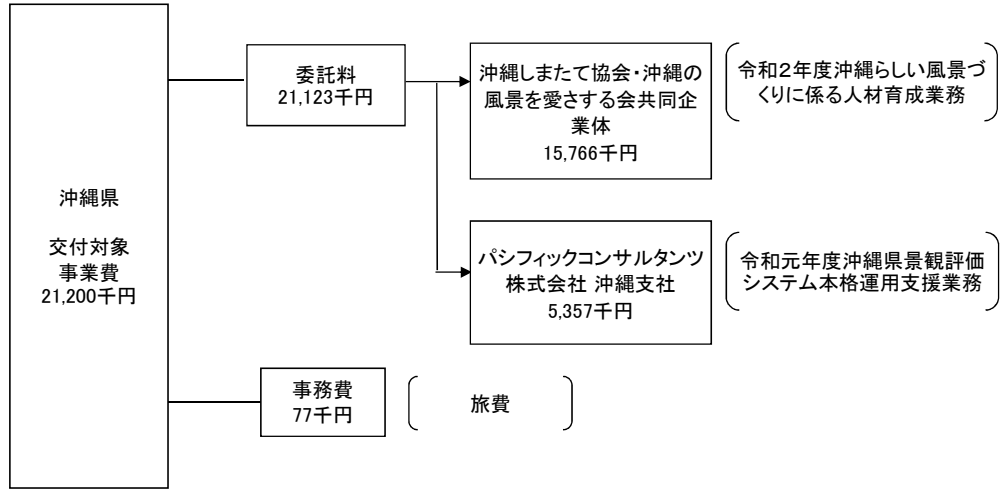 沖縄県
交付対象
事業費
21,200千円
委託料
21,123千円
沖縄しまたて協会・沖縄の
風景を愛さする会共同企
業体
15,766千円
令和2年度沖縄らしい風景づ
くりに係る人材育成業務
パシフィックコンサルタンツ
株式会社 沖縄支社
5,357千円
令和元年度沖縄県景観評価
システム本格運用支援業務
事務費
77千円
旅費